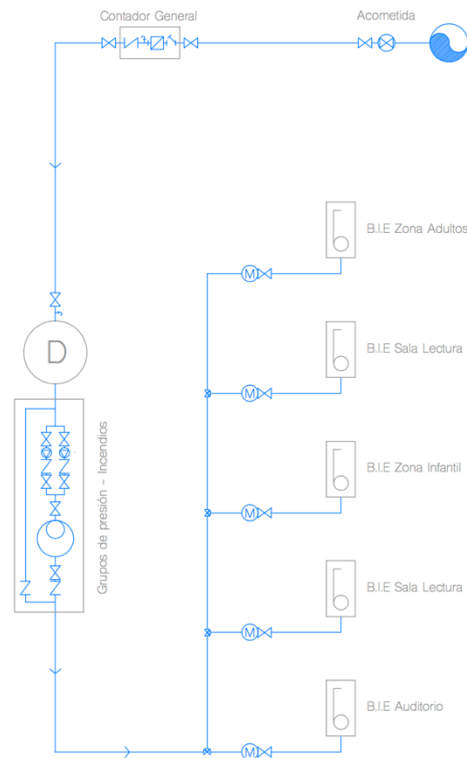 Contador General
Acometida
B.I.E Zona Adultos
M
B.I.E Sala Lectura
D
M
Grupos de presión - Incendios
B.I.E Zona Infantil
M
B.I.E Sala Lectura
M
B.I.E Auditorio
M